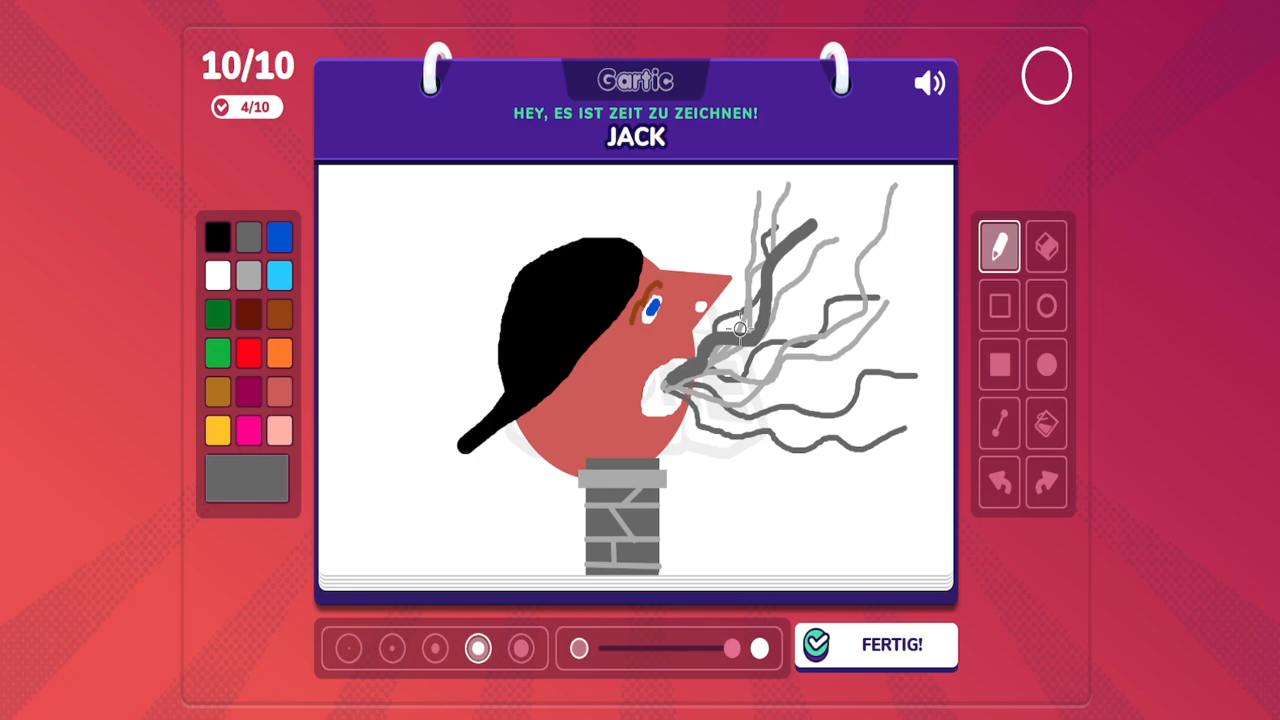 10/10
4/10
Gartic
HEY, ES IST ZEIT ZU ZEICHNEN!
JACK
FERTIG!